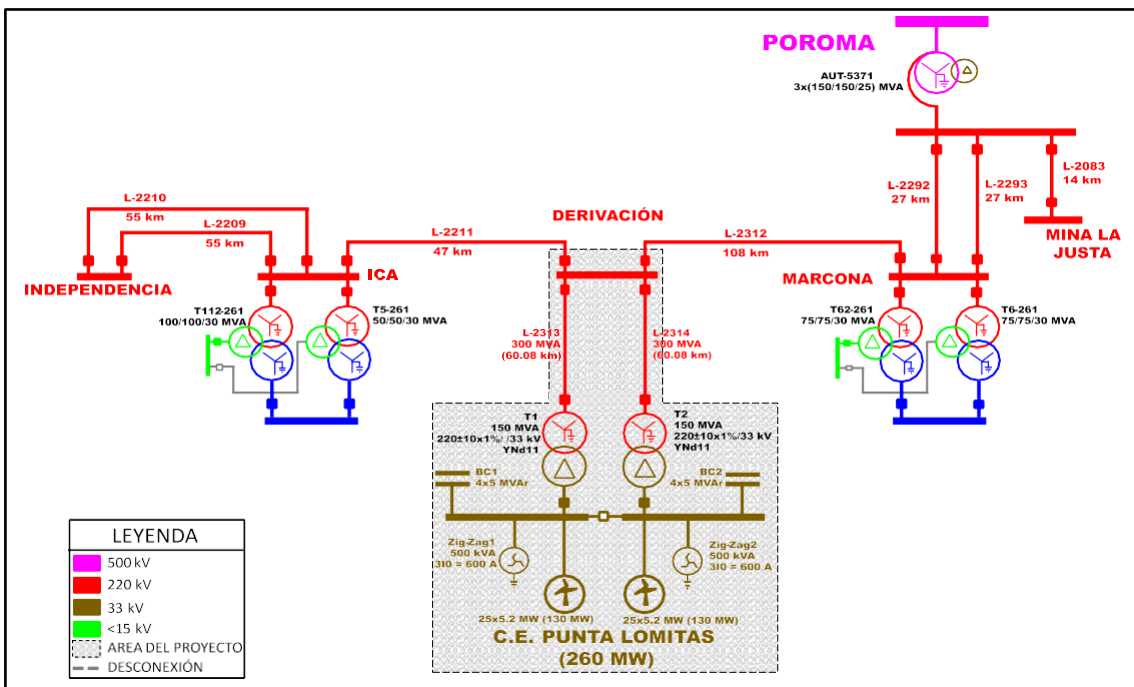 POROMA
AUT-5371
3x(150/150/25) MVA
L-2292
27 km
L-2293
27 km
L-2083
14 km
MINA LA
JUSTA
L-2210
55 km
L-2209
55 km
INDEPENDENCIA
ICA
L-2211
47 km
DERIVACIÓN
L-2312
108 km
MARCONA
T112-261
100/100/30 MVA
T5-261
50/50/30 MVA
L-2313
300 MVA
(60.08 km)
L-2314
300 MVA
(60.08 km)
T62-261
75/75/30 MVA
T6-261
75/75/30 MVA
T1
150 MVA
220±10x1%/ /33 kV
YNd11
T2
150 MVA
220±10x1%/33 kV
YNd11
BC1
4x5 MVAr
BC2
4x5 MVAr
Zig-Zag1
500 kVA
3I0 = 600 A
Zig-Zag2
500 kVA
3I0 = 600 A
25x5.2 MW (130 MW)
25x5.2 MW (130 MW)
C.E. PUNTA LOMITAS
(260 MW)
LEYENDA
500 kV
220 kV
33 kV
<15 kV
AREA DEL PROYECTO
DESCONEXIÓN